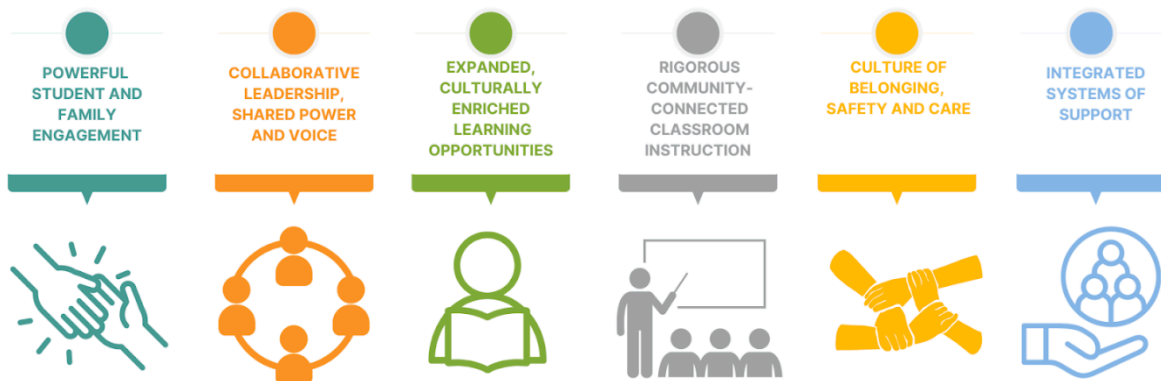 POWERFUL
STUDENT AND
FAMILY
ENGAGEMENT
COLLABORATIVE
LEADERSHIP,
SHARED POWER
AND VOICE
EXPANDED,
CULTURALLY
ENRICHED
LEARNING
OPPORTUNITIES
RIGOROUS
COMMUNITY-
CONNECTED
CLASSROOM
INSTRUCTION
CULTURE OF
BELONGING,
SAFETY AND CARE
INTEGRATED
SYSTEMS OF
SUPPORT